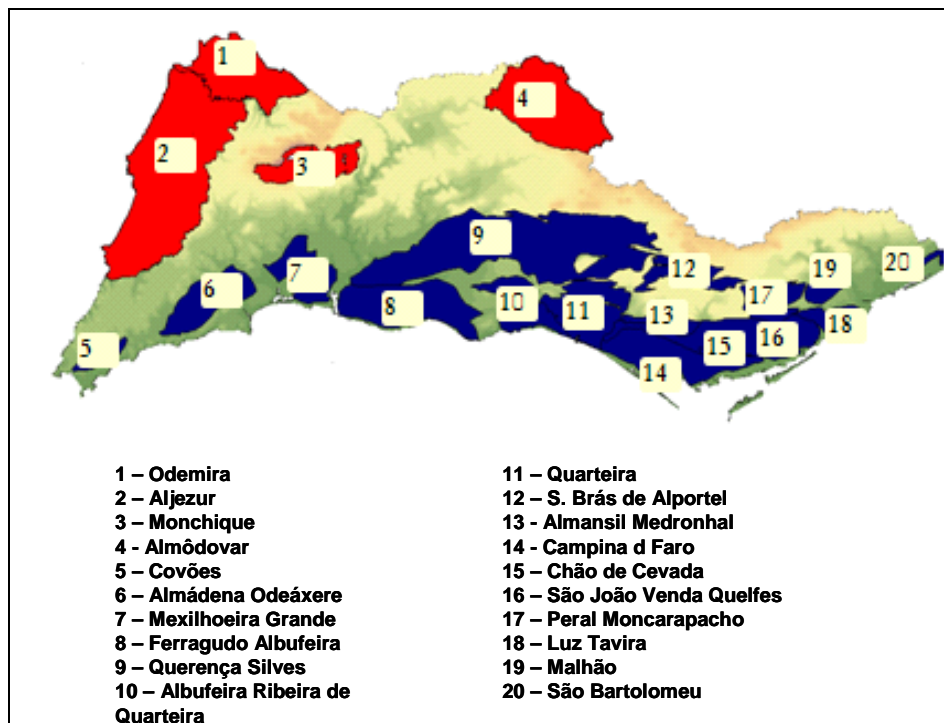 1
2
3
4
5
6
7
8
9
10
11
12
13
14
15
16
17
18
19
20
1 – Odemira
2 – Aljezur
3 – Monchique
4 - Almôdovar
5 – Covões
6 – Almádena Odeáxere
7 – Mexilhoeira Grande
8 – Ferragudo Albufeira
9 – Querença Silves
10 – Albufeira Ribeira de
Quarteira
11 – Quarteira
12 – S. Brás de Alportel
13 - Almansil Medronhal
14 - Campina d Faro
15 – Chão de Cevada
16 – São João Venda Quelfes
17 – Peral Moncarapacho
18 – Luz Tavira
19 – Malhão
20 – São Bartolomeu